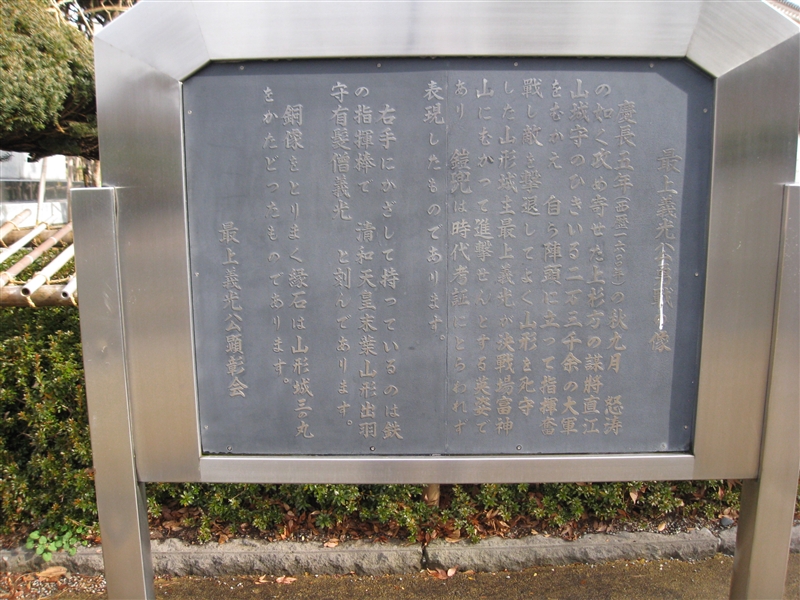 最上義光公 像
慶長五年(西暦一六〇〇年)の秋九月 怒涛
の如く攻め寄せた上杉方の謀将直江
山城守のひきいる二万三千余の大軍
をむかえ 自ら陣頭に立って指揮奮
戦し敵を撃退してよく山形を死守
した山形城主最上義光が決戦場富神
山にむかって進撃せんとする英姿で
あり 鎧兜は時代考証にとらわれず
表現したものであります。
右手にかざして持っているのは鉄
の指揮棒で 清和天皇末葉山形出羽
守有髪僧義光 と刻んであります。
銅像をとりまく縁石は山形城三の丸
をかたどったものであります。
最上義光公顕彰会